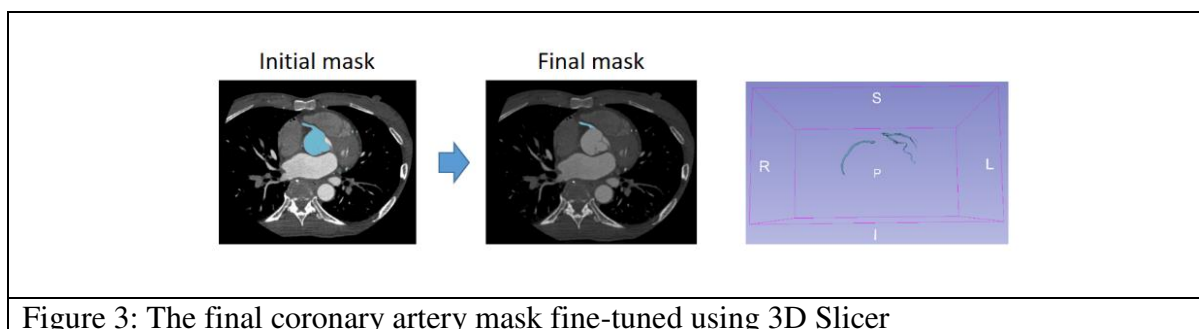 Initial mask
Final mask
S
R
L
P
I
Figure 3: The final coronary artery mask fine-tuned using 3D Slicer